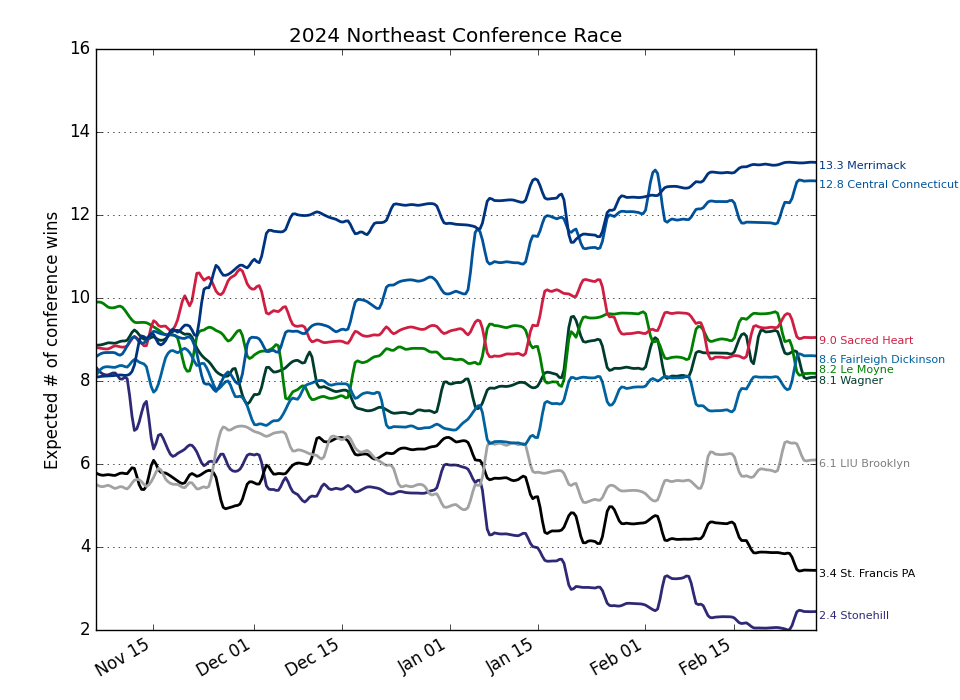 2024 Northeast Conference Race
Expected # of conference wins
16
14
12
10
8
6
4
2
13.3 Merrimack
12.8 Central Connecticut
9.0 Sacred Heart
8.6 Fairleigh Dickinson
8.2 Le Moyne
8.1 Wagner
6.1 LIU Brooklyn
3.4 St. Francis PA
2.4 Stonehill
Nov 15
Dec 01
Dec 15
Jan 01
Jan 15
Feb 01
Feb 15